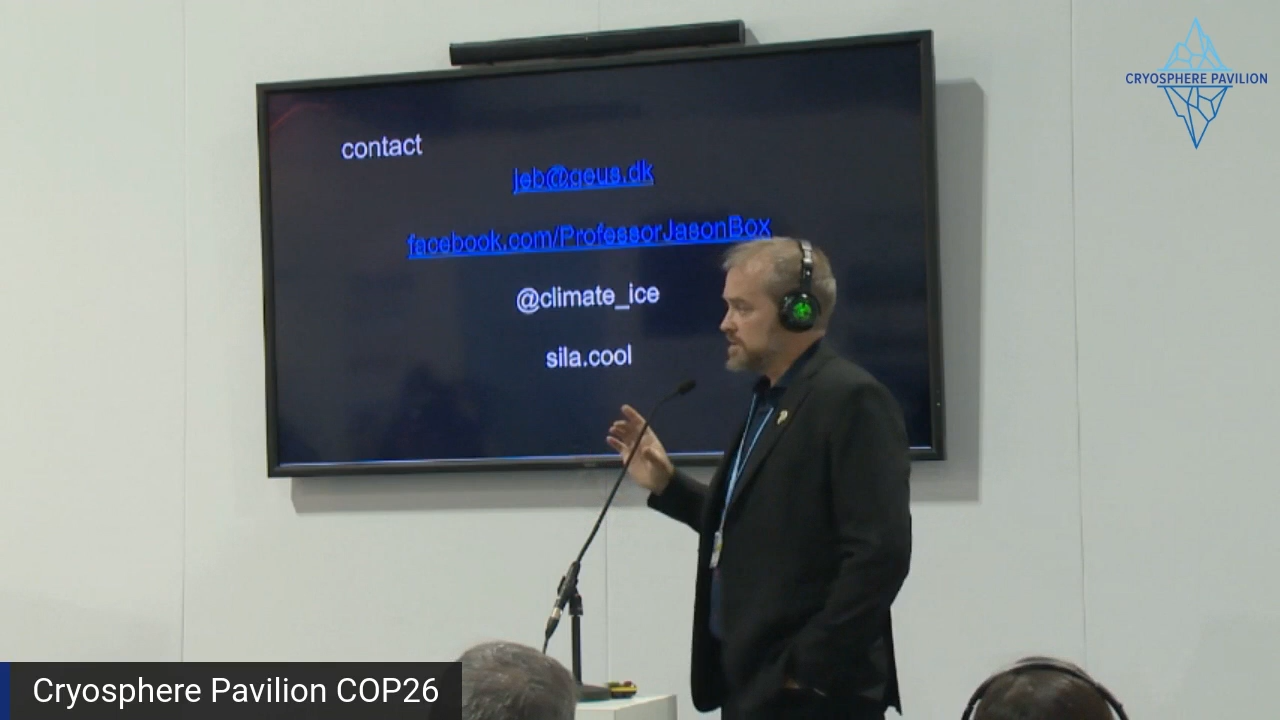 CRYOSPHERE PAVILION
contact
jeb@geus.dk
facebook.com/ProfessorJasonBox
@climate_ice
sila.cool
Cryosphere Pavilion COP26